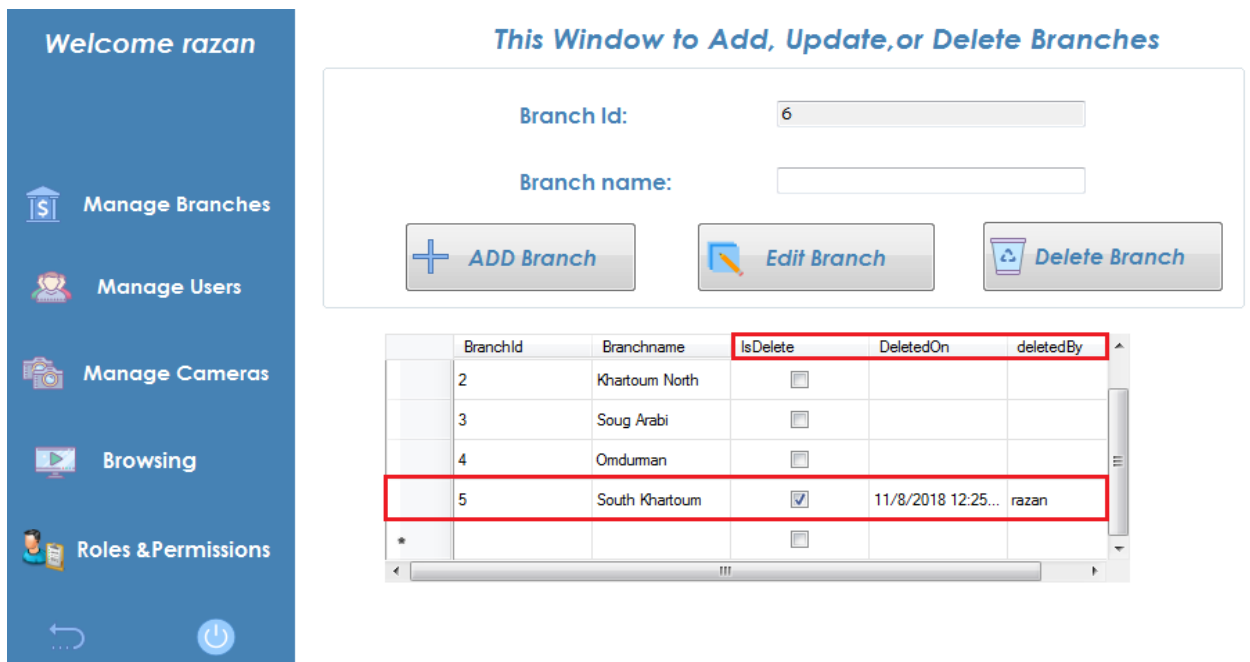 Welcome razan
Manage Branches
Manage Users
Manage Cameras
Browsing
Roles &Permissions
This Window to Add, Update,or Delete Branches
Branch Id: 6
Branch name:
ADD Branch Edit Branch Delete Branch
BranchId Branchname IsDelete DeletedOn deletedBy
2 Khartoum North
3 Soug Arabi
4 Omdurman
5 South Khartoum 11/8/2018 12:25... razan
*